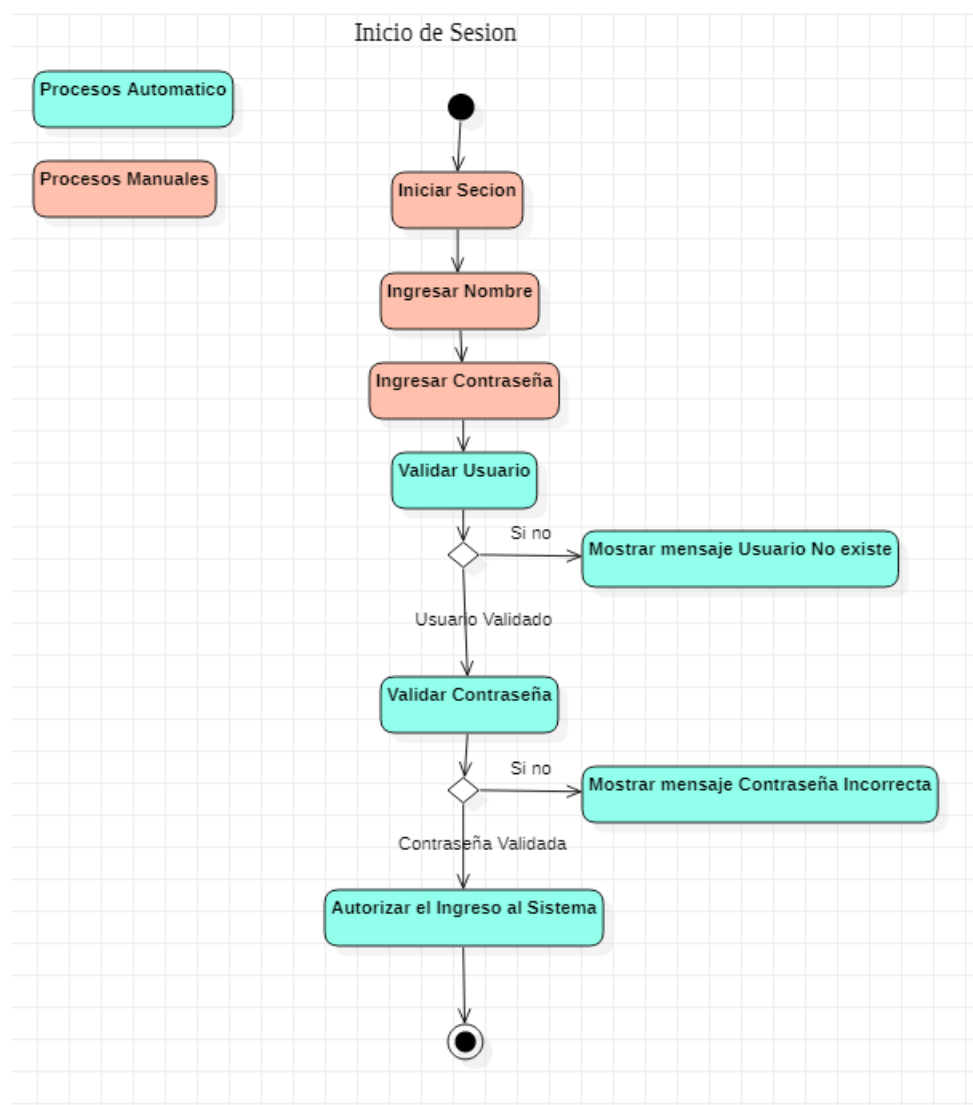 Inicio de Sesion
Procesos Automatico
Procesos Manuales
Iniciar Secion
Ingresar Nombre
Ingresar Contraseña
Validar Usuario
Si no
Mostrar mensaje Usuario No existe
Usuario Validado
Validar Contraseña
Si no
Mostrar mensaje Contraseña Incorrecta
Contraseña Validada
Autorizar el Ingreso al Sistema